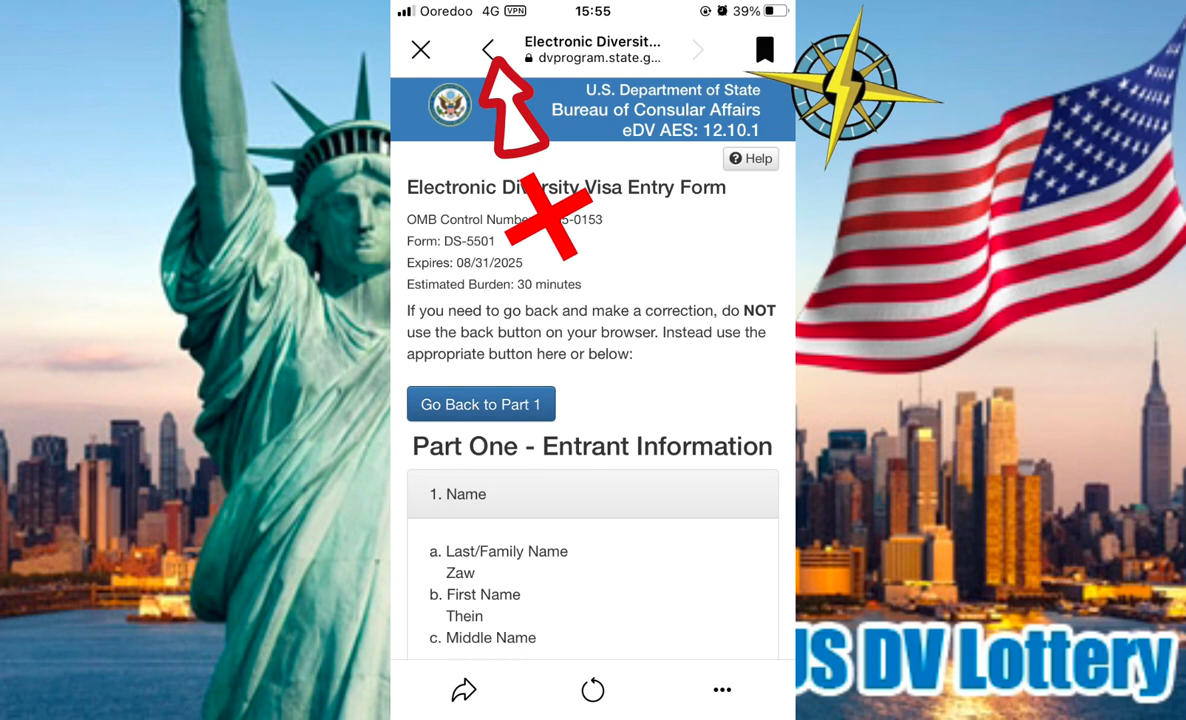 Ooredoo 4G VPN 15:55 39%
Electronic Diversit...
dvprogram.state.g...
U.S. Department of State
Bureau of Consular Affairs
eDV AES: 12.10.1
Help
Electronic Diversity Visa Entry Form
OMB Control Number 5-0153
Form: DS-5501
Expires: 08/31/2025
Estimated Burden: 30 minutes
If you need to go back and make a correction, do NOT
use the back button on your browser. Instead use the
appropriate button here or below:
Go Back to Part 1
Part One - Entrant Information
1. Name
a. Last/Family Name
Zaw
b. First Name
Thein
c. Middle Name
US DV Lottery